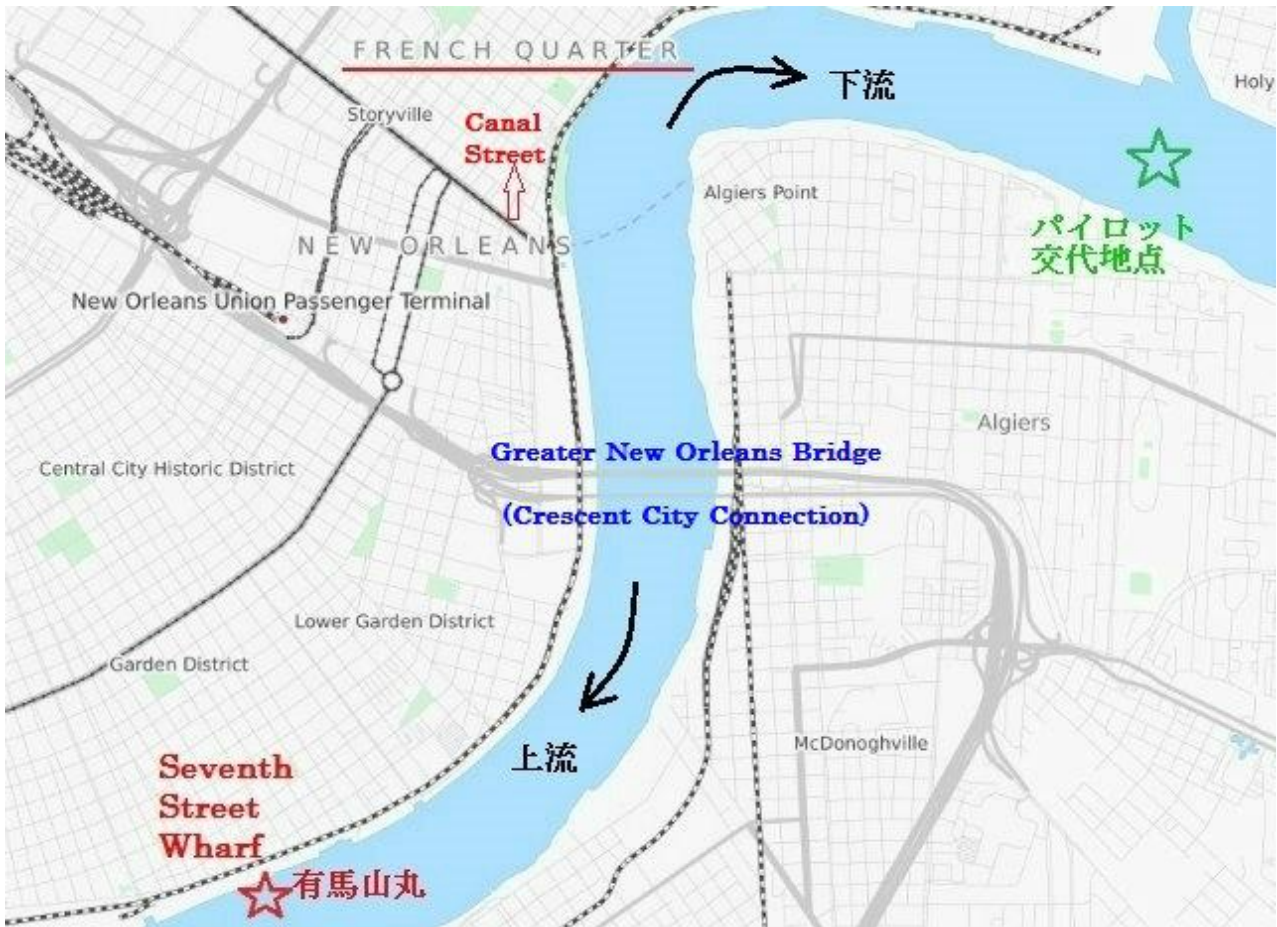 FRENCH QUARTER
下流
Holy
Storyville
Canal
Street
Algiers Point
パイロット
交代地点
NEW ORLEANS
New Orleans Union Passenger Terminal
Algiers
Greater New Orleans Bridge
Central City Historic District
(Crescent City Connection)
Lower Garden District
Garden District
上流
McDonoghville
Seventh
Street
Wharf
有馬山丸